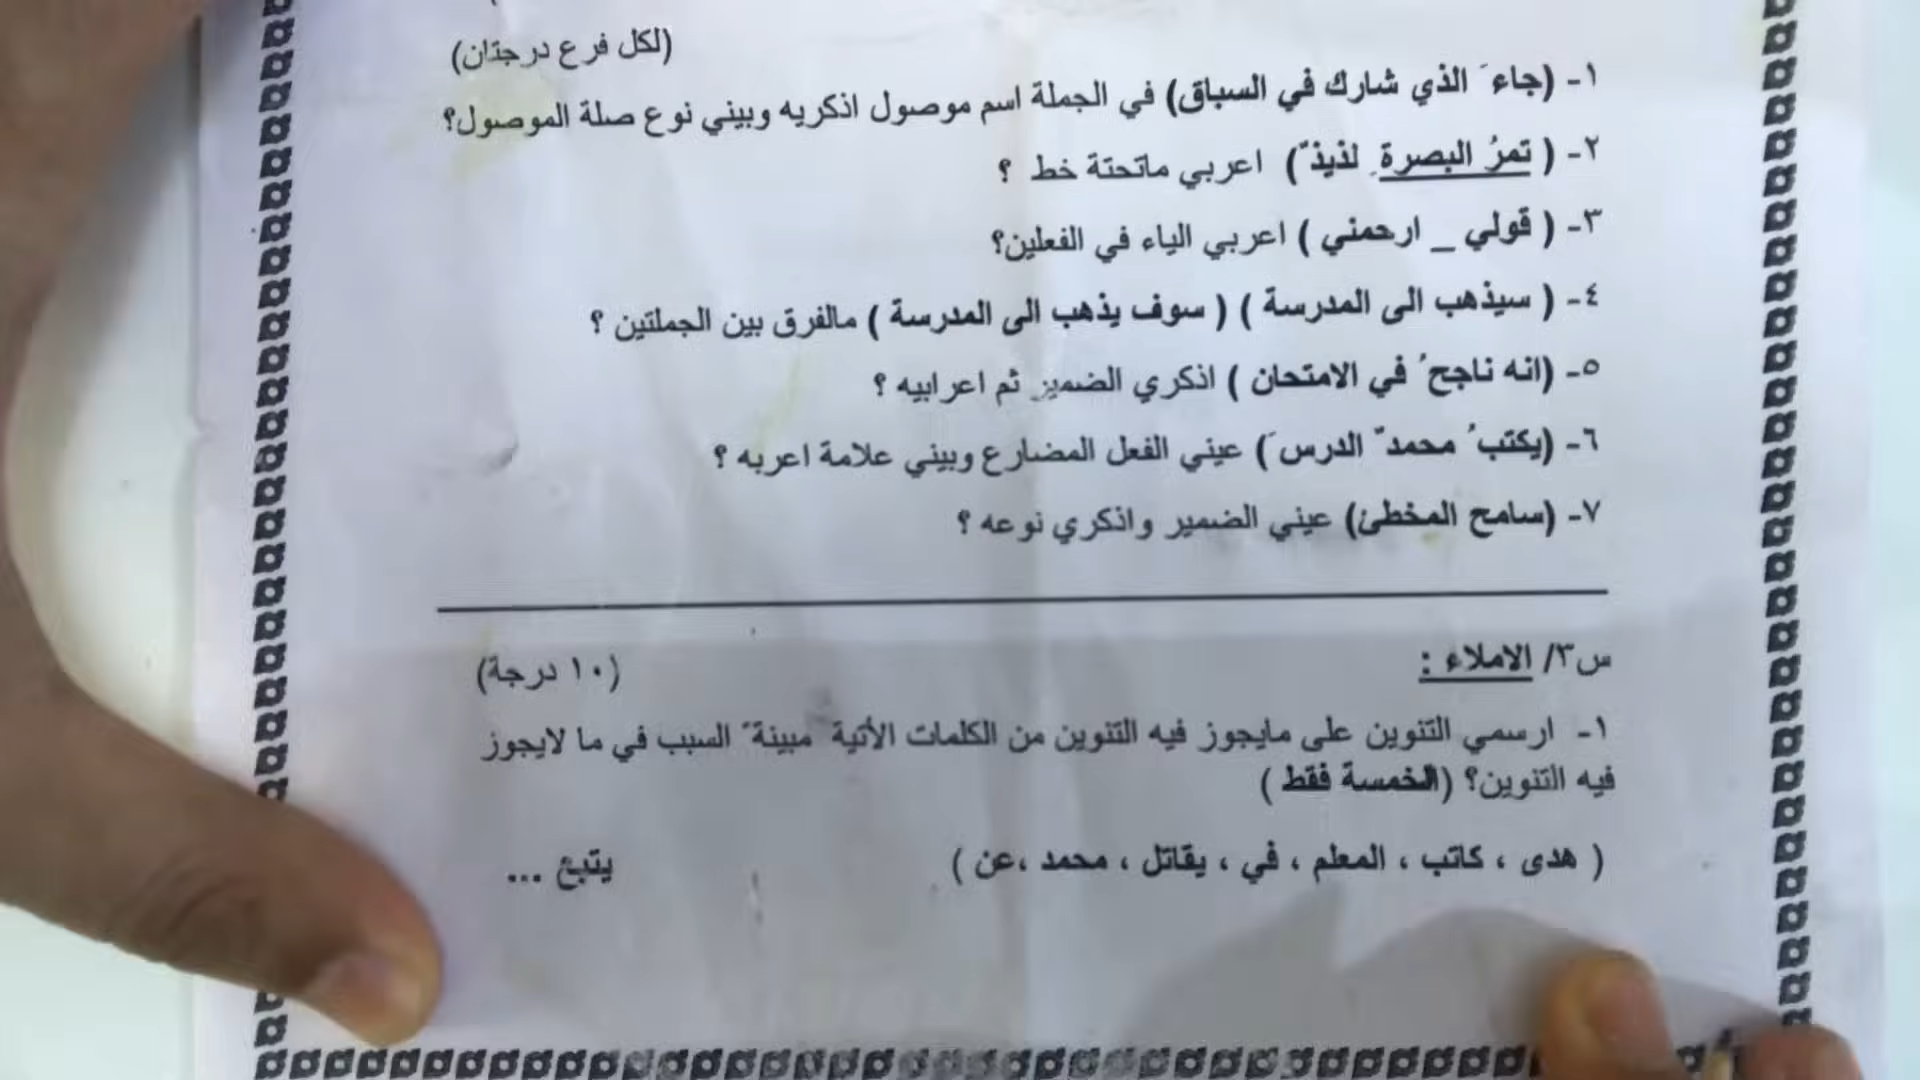 (لكل فرع درجتان)
١- (جاءَ الذي شارك في السباق) في الجملة اسم موصول اذكريه وبيني نوع صلة الموصول؟
٢- ( تمرُ البصرةِ لذيذٌ) اعربي ماتحتة خط ؟
٣- ( قولي _ ارحمني ) اعربي الياء في الفعلين؟
٤- ( سيذهب الى المدرسة ) ( سوف يذهب الى المدرسة ) مالفرق بين الجملتين ؟
٥- (انه ناجحُ في الامتحان ) اذكري الضمير ثم اعرابيه ؟
٦- (يكتبُ محمدٌ الدرسَ) عيني الفعل المضارع وبيني علامة اعربه ؟
٧- (سامح المخطئ) عيني الضمير واذكري نوعه ؟
س٣/ الاملاء : (١٠ درجة)
١- ارسمي التنوين على مايجوز فيه التنوين من الكلمات الأتية مبينة ً السبب في ما لايجوز
فيه التنوين؟ (الخمسة فقط )
( هدى ، كاتب ، المعلم ، في ، يقاتل ، محمد ،عن ) يتبع ...